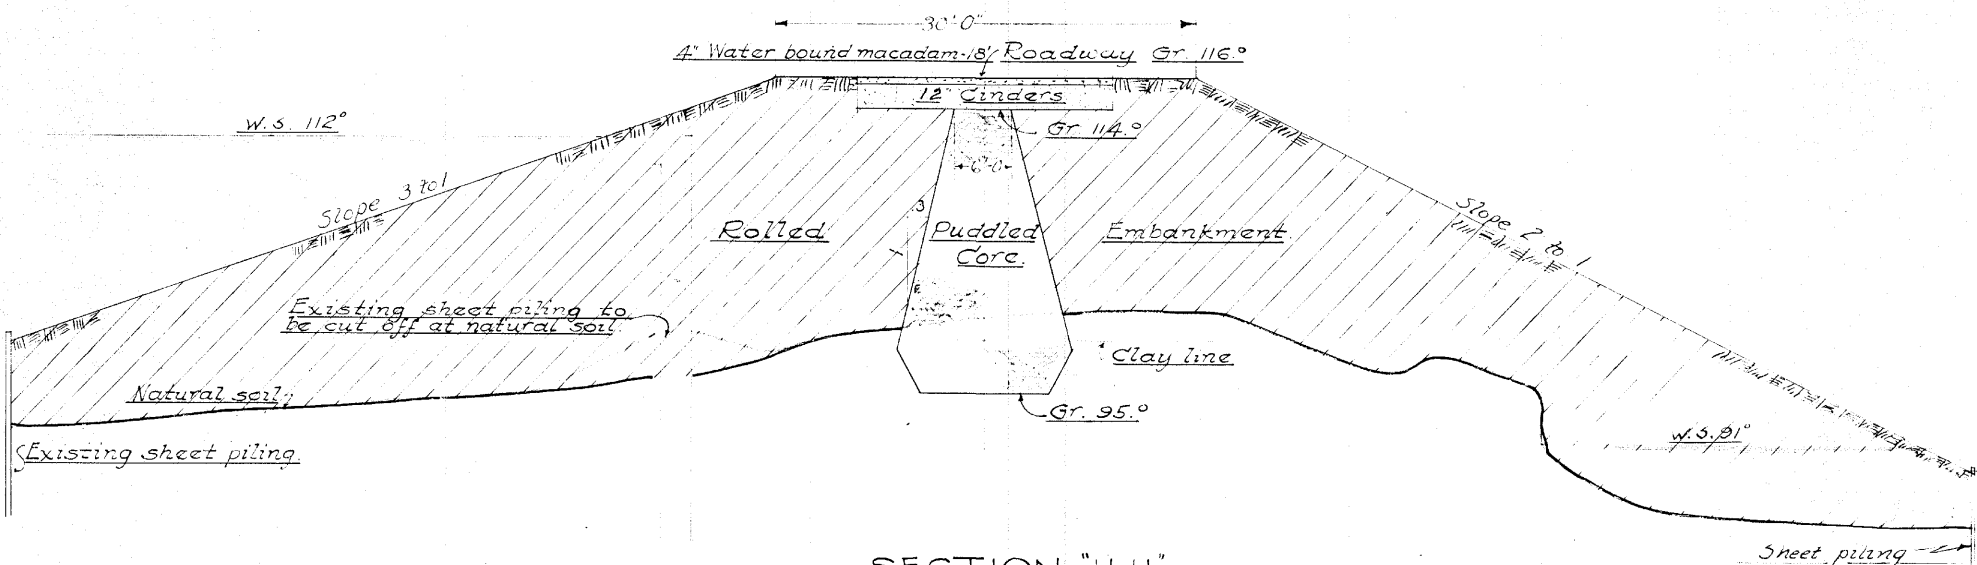 30'-0"
4" Water bound macadam-18' Roadway Gr. 116.°
12" Cinders
W.S. 112°
Gr. 114.°
6'-0
Slope 3 to 1
3
Slope 2 to 1
Rolled
Puddled
Core.
Embankment.
Existing sheet piling to
be cut off at natural soil.
Clay line
Natural soil
Gr. 95.°
W.S. 91°
Existing sheet piling.
SECTION "H-H"
Sheet piling